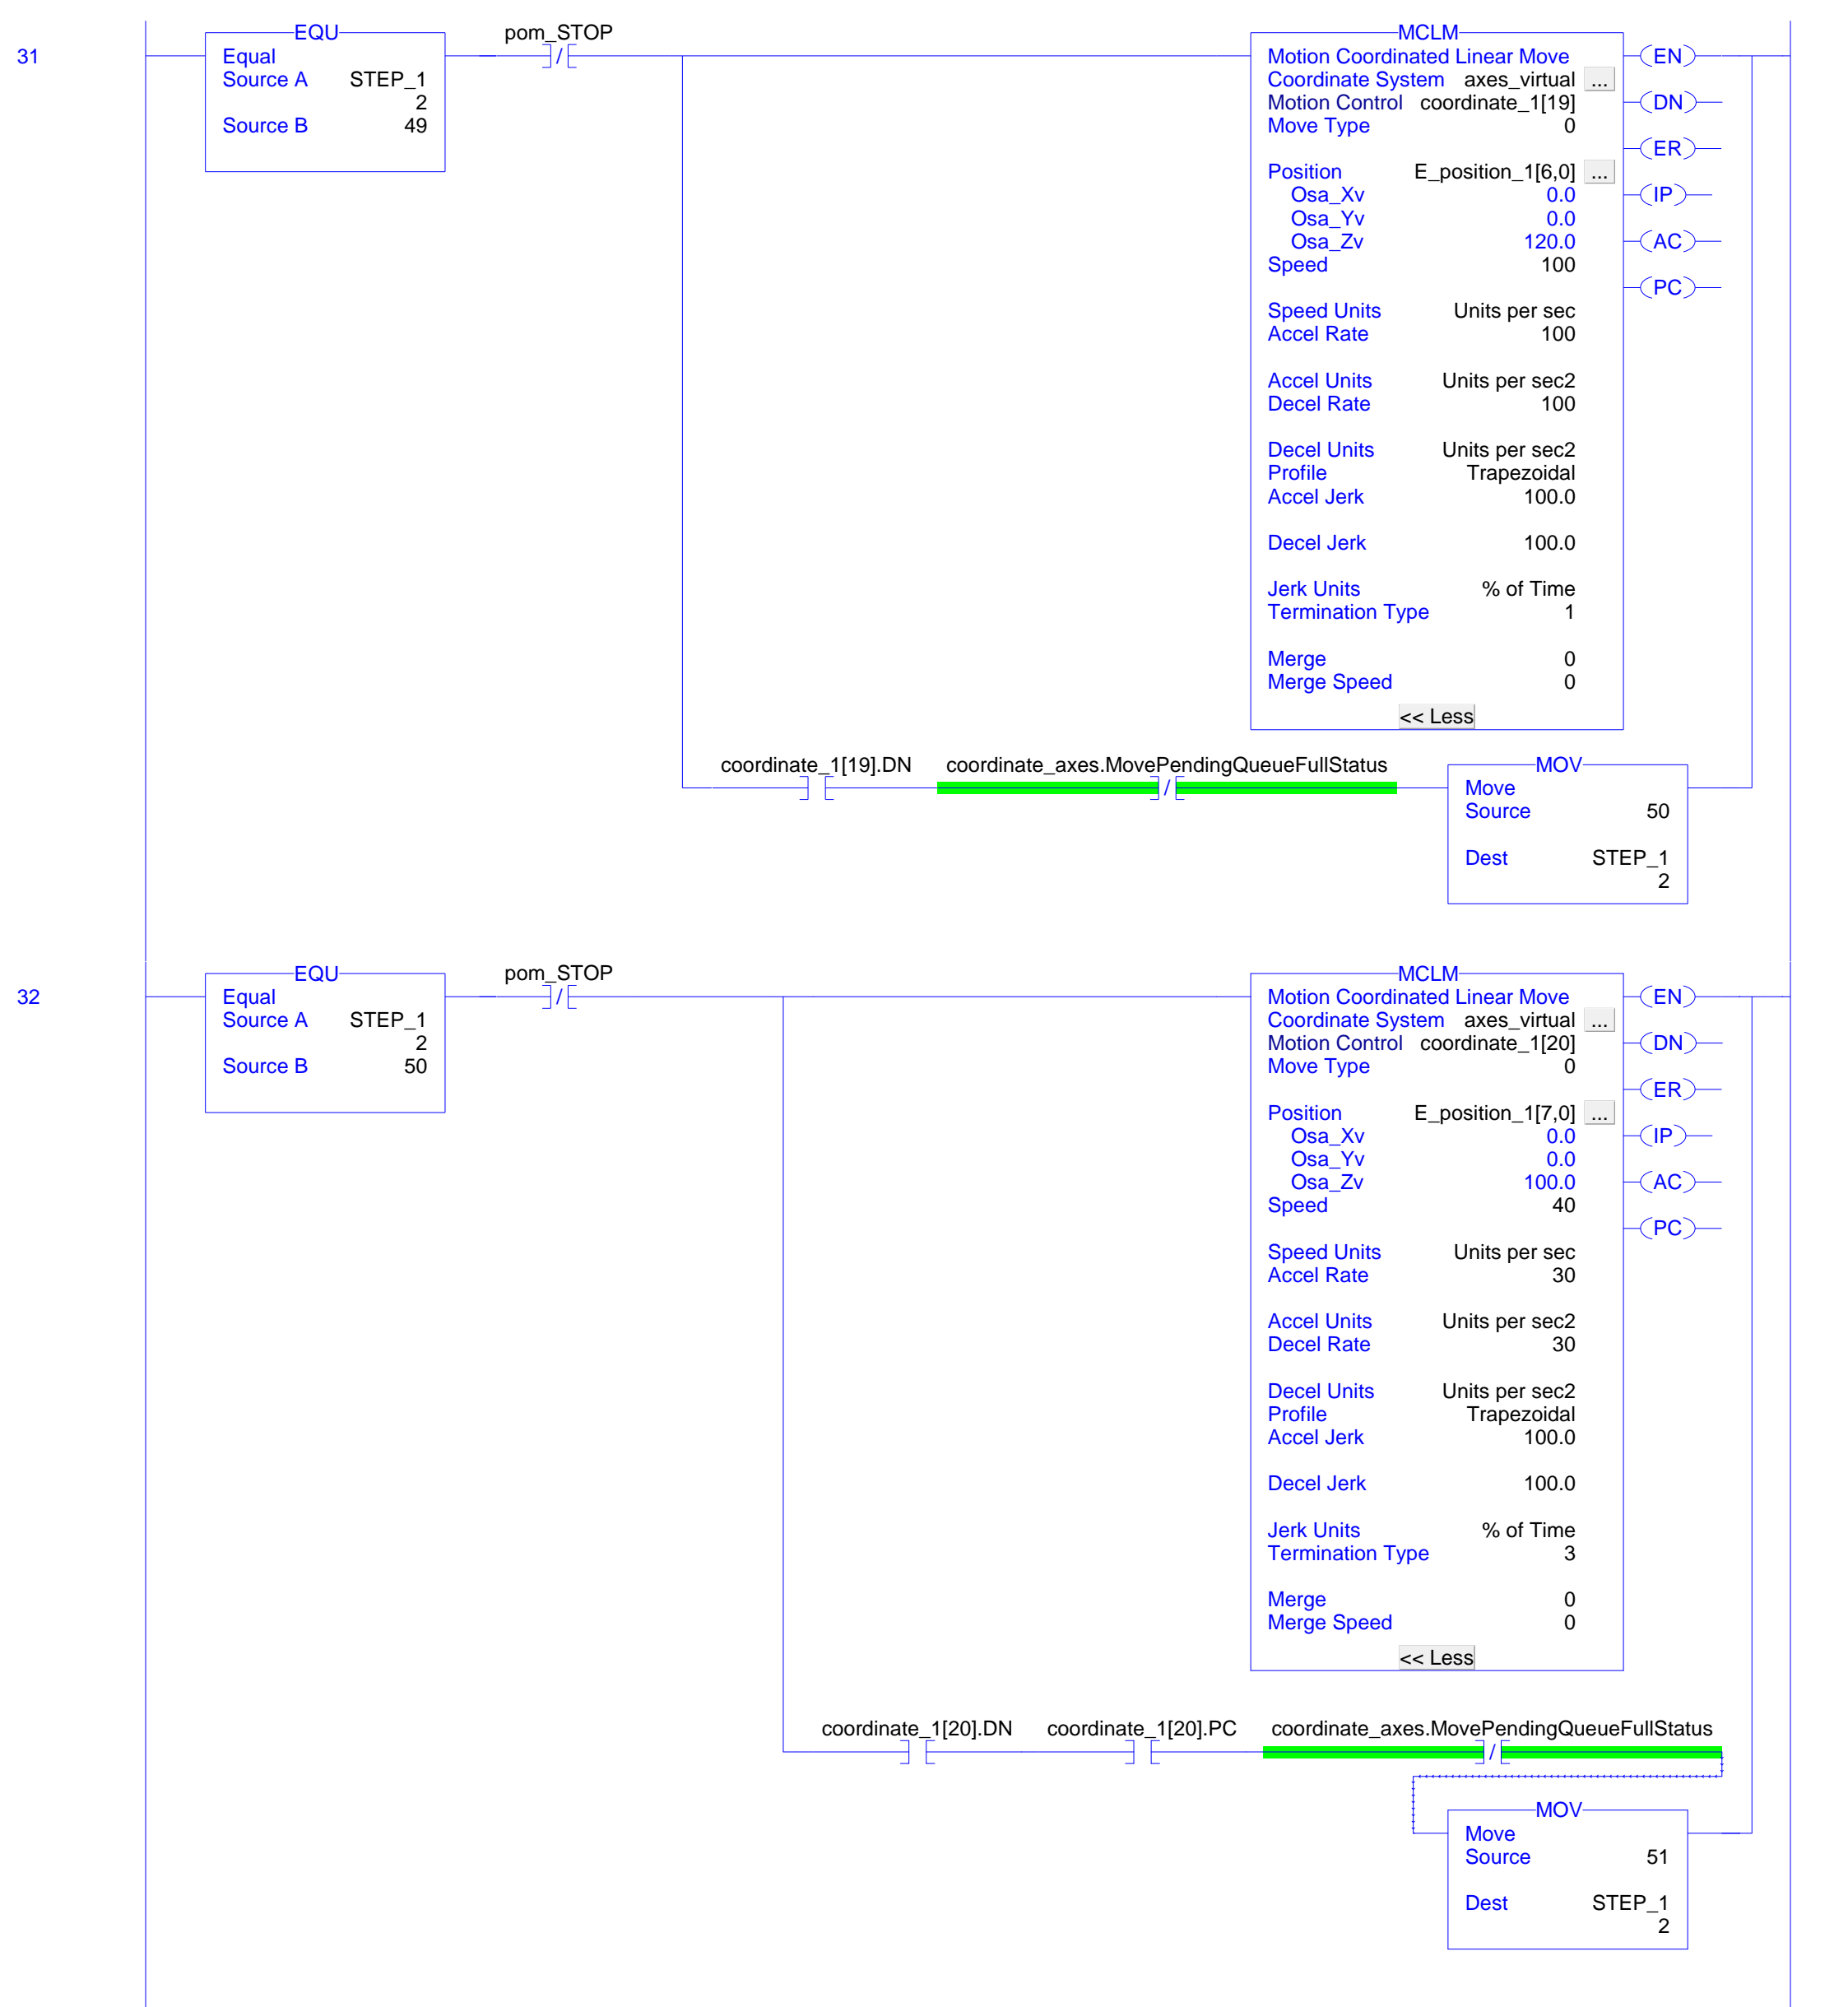 31
EQU
Equal
Source A STEP_1
2
Source B 49
pom_STOP
MCLM
Motion Coordinated Linear Move
Coordinate System axes_virtual ...
Motion Control coordinate_1[19]
Move Type 0
Position E_position_1[6,0] ...
Osa_Xv 0.0
Osa_Yv 0.0
Osa_Zv 120.0
Speed 100
Speed Units Units per sec
Accel Rate 100
Accel Units Units per sec2
Decel Rate 100
Decel Units Units per sec2
Profile Trapezoidal
Accel Jerk 100.0
Decel Jerk 100.0
Jerk Units % of Time
Termination Type 1
Merge 0
Merge Speed 0
<< Less
EN
DN
ER
IP
AC
PC
coordinate_1[19].DN coordinate_axes.MovePendingQueueFullStatus
MOV
Move
Source 50
Dest STEP_1
2
32
EQU
Equal
Source A STEP_1
2
Source B 50
pom_STOP
MCLM
Motion Coordinated Linear Move
Coordinate System axes_virtual ...
Motion Control coordinate_1[20]
Move Type 0
Position E_position_1[7,0] ...
Osa_Xv 0.0
Osa_Yv 0.0
Osa_Zv 100.0
Speed 40
Speed Units Units per sec
Accel Rate 30
Accel Units Units per sec2
Decel Rate 30
Decel Units Units per sec2
Profile Trapezoidal
Accel Jerk 100.0
Decel Jerk 100.0
Jerk Units % of Time
Termination Type 3
Merge 0
Merge Speed 0
<< Less
EN
DN
ER
IP
AC
PC
coordinate_1[20].DN coordinate_1[20].PC coordinate_axes.MovePendingQueueFullStatus
MOV
Move
Source 51
Dest STEP_1
2